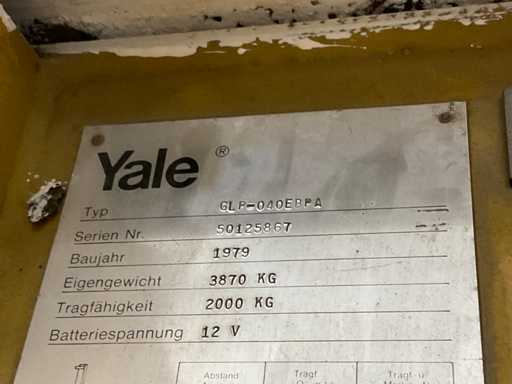 Yale ®
Typ GLP-040EBPA
Serien Nr. 50125867
Baujahr 1979
Eigengewicht 3870 KG
Tragfähigkeit 2000 KG
Batteriespannung 12 V
Abstand Tragf Tragf.-u